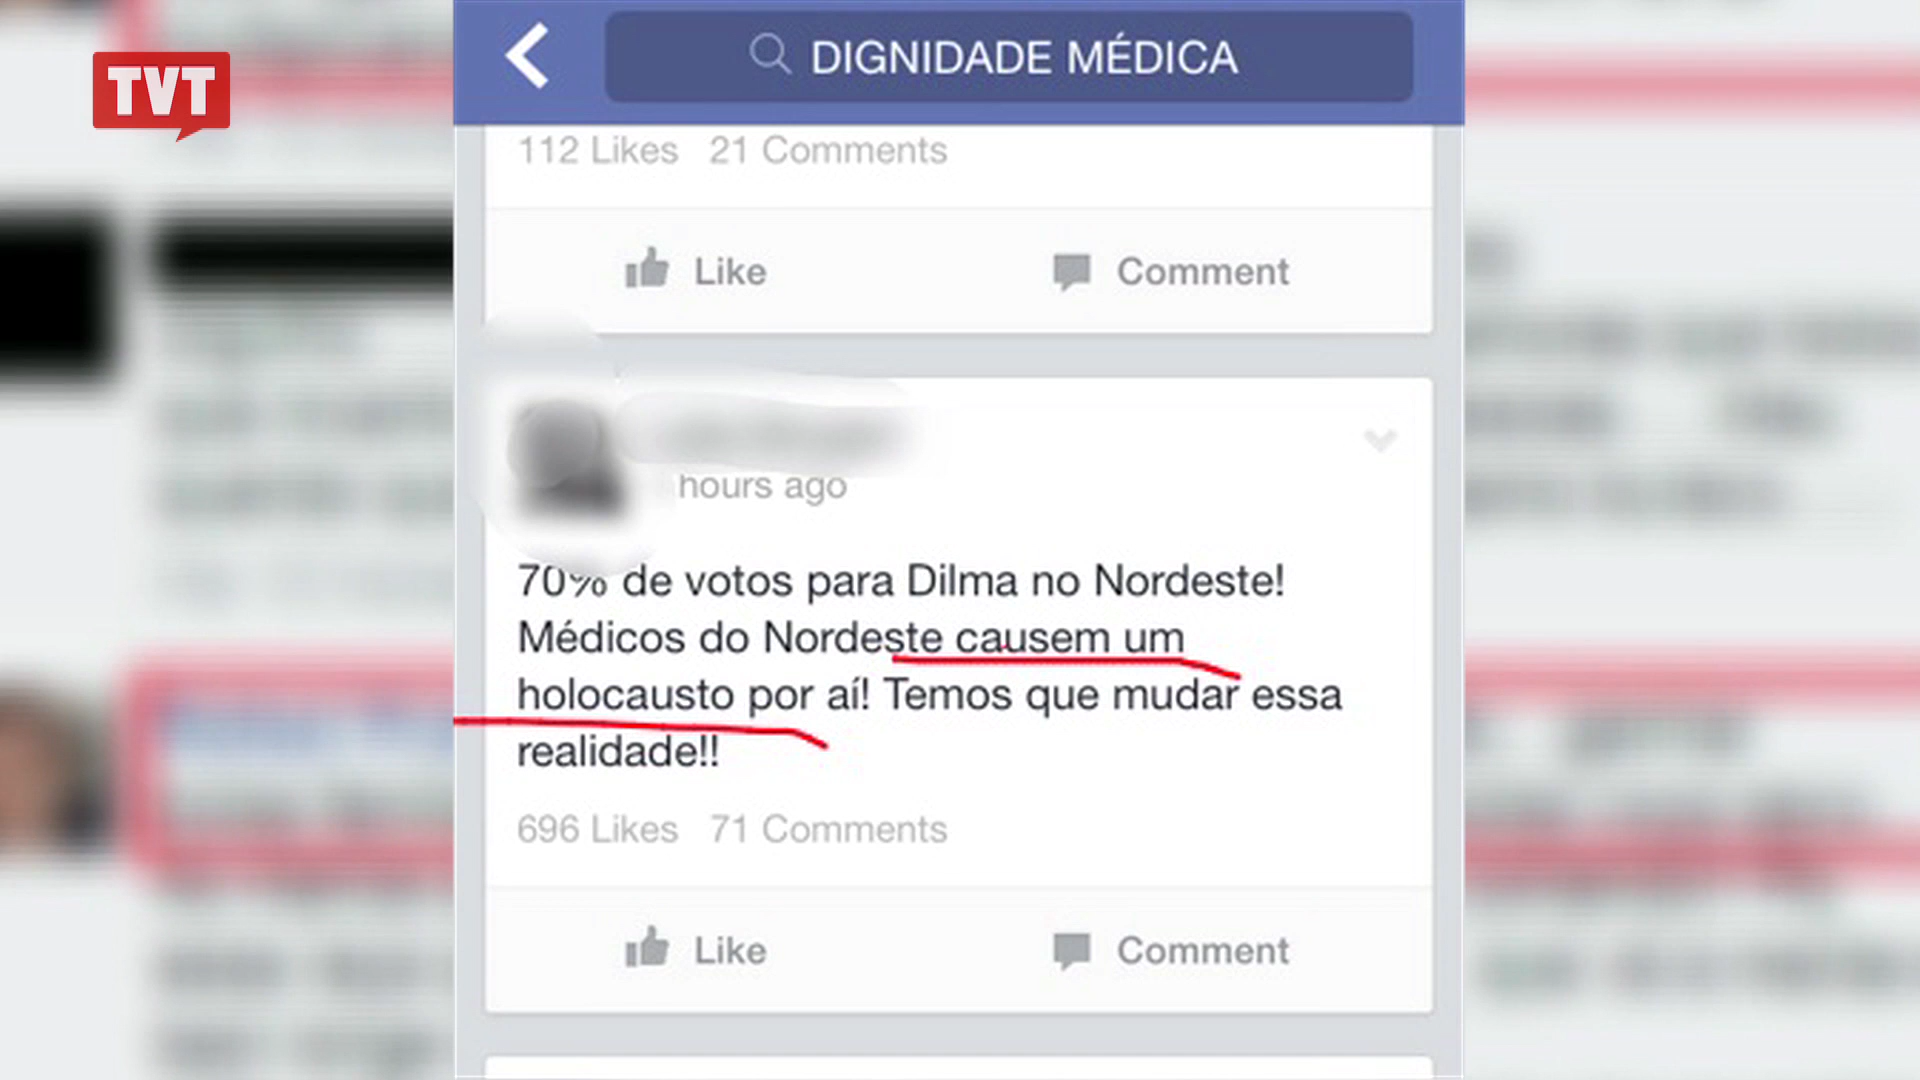 TVT
DIGNIDADE MÉDICA
112 Likes 21 Comments
Like Comment
hours ago
70% de votos para Dilma no Nordeste!
Médicos do Nordeste causem um
holocausto por aí! Temos que mudar essa
realidade!!
696 Likes 71 Comments
Like Comment